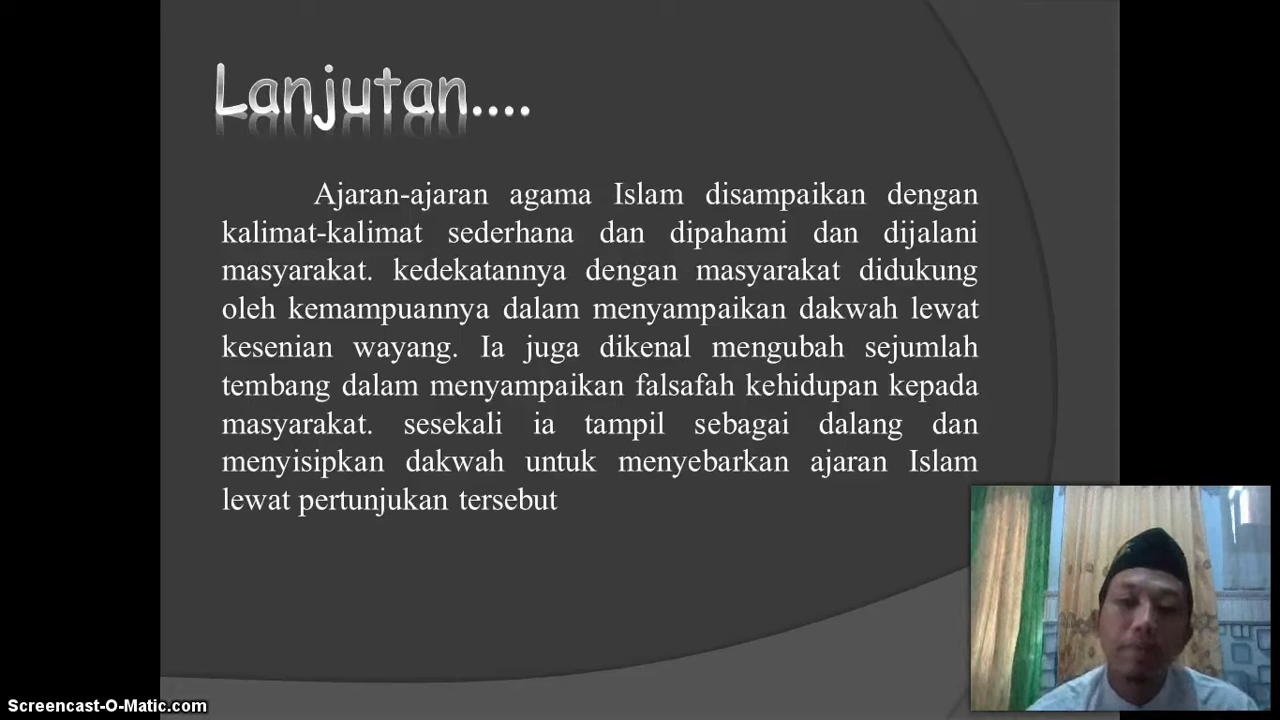 Lanjutan....
Ajaran-ajaran agama Islam disampaikan dengan
kalimat-kalimat sederhana dan dipahami dan dijalani
masyarakat. kedekatannya dengan masyarakat didukung
oleh kemampuannya dalam menyampaikan dakwah lewat
kesenian wayang. Ia juga dikenal mengubah sejumlah
tembang dalam menyampaikan falsafah kehidupan kepada
masyarakat. sesekali ia tampil sebagai dalang dan
menyisipkan dakwah untuk menyebarkan ajaran Islam
lewat pertunjukan tersebut
Screencast-O-Matic.com